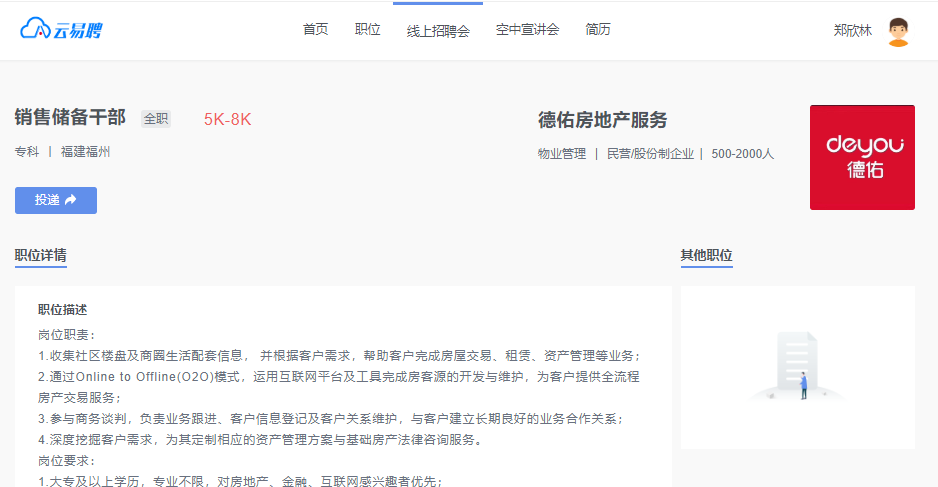 云易聘 首页 职位 线上招聘会 空中宣讲会 简历 郑欣林
销售储备干部 全职 5K-8K
专科 | 福建福州
投递
德佑房地产服务
物业管理 | 民营/股份制企业 | 500-2000人
deyou
德佑
职位详情
其他职位
职位描述
岗位职责：
1.收集社区楼盘及商圈生活配套信息， 并根据客户需求，帮助客户完成房屋交易、租赁、资产管理等业务；
2.通过Online to Offline(O2O)模式，运用互联网平台及工具完成房客源的开发与维护，为客户提供全流程
房产交易服务；
3.参与商务谈判，负责业务跟进、客户信息登记及客户关系维护，与客户建立长期良好的业务合作关系；
4.深度挖掘客户需求，为其定制相应的资产管理方案与基础房产法律咨询服务。
岗位要求：
1.大专及以上学历，专业不限，对房地产、金融、互联网感兴趣者优先；